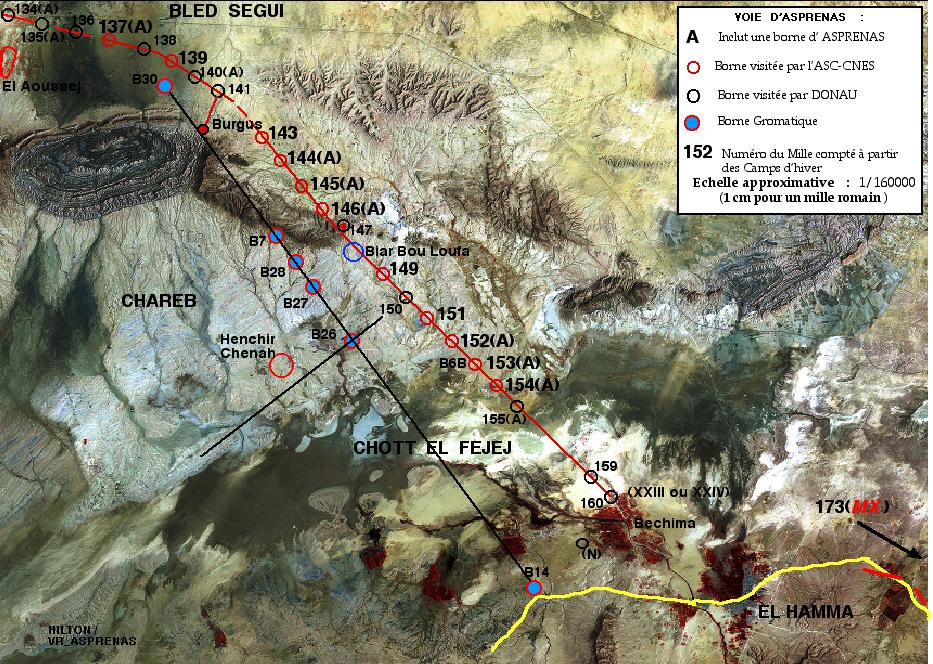 134(A)
135(A)
136
137(A)
138
BLED SEGUI
139
140(A)
141
B30
El Aoussej
Burgus
143
144(A)
145(A)
146(A)
147
B7
Biar Bou Loufa
B28
149
B27
150
CHAREB
151
Henchir
Chenah
B26
152(A)
B6B
153(A)
154(A)
155(A)
CHOTT EL FEJEJ
159
160
(XXIII ou XXIV)
Bechima
(N)
B14
173(MX)
EL HAMMA
HILTON /
VR_ASPRENAS
VOIE D'ASPRENAS :
A Inclut une borne d' ASPRENAS
Borne visitée par l'ASC-CNES
Borne visitée par DONAU
Borne Gromatique
152 Numéro du Mille compté à partir
des Camps d'hiver
Echelle approximative : 1/160000
(1 cm pour un mille romain)